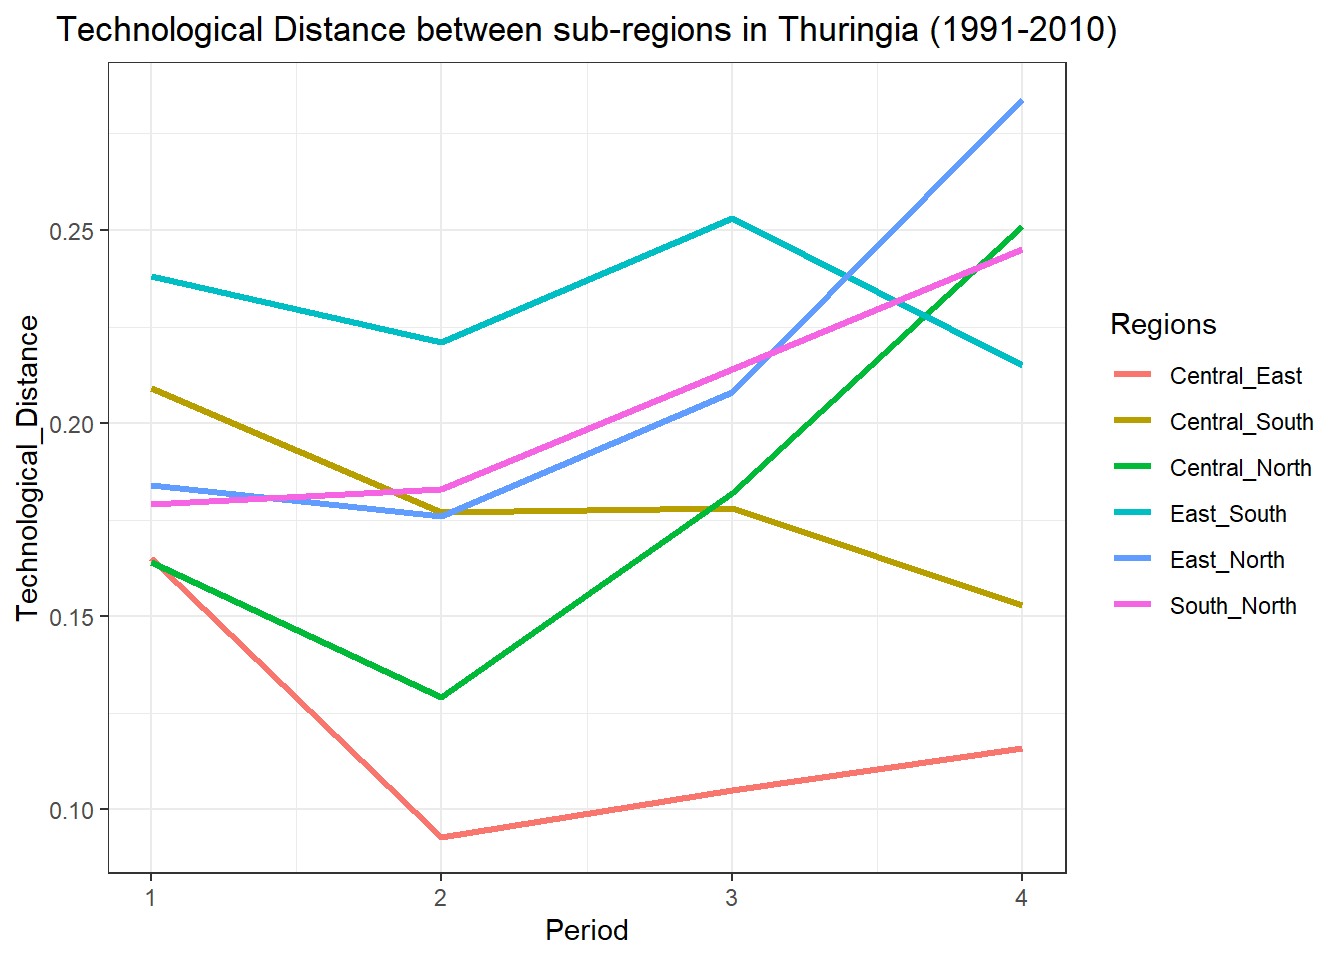 Technological Distance between sub-regions in Thuringia (1991-2010)
Technological_Distance
0.25
0.20
0.15
0.10
1 2 3 4
Period
Regions
Central_East
Central_South
Central_North
East_South
East_North
South_North